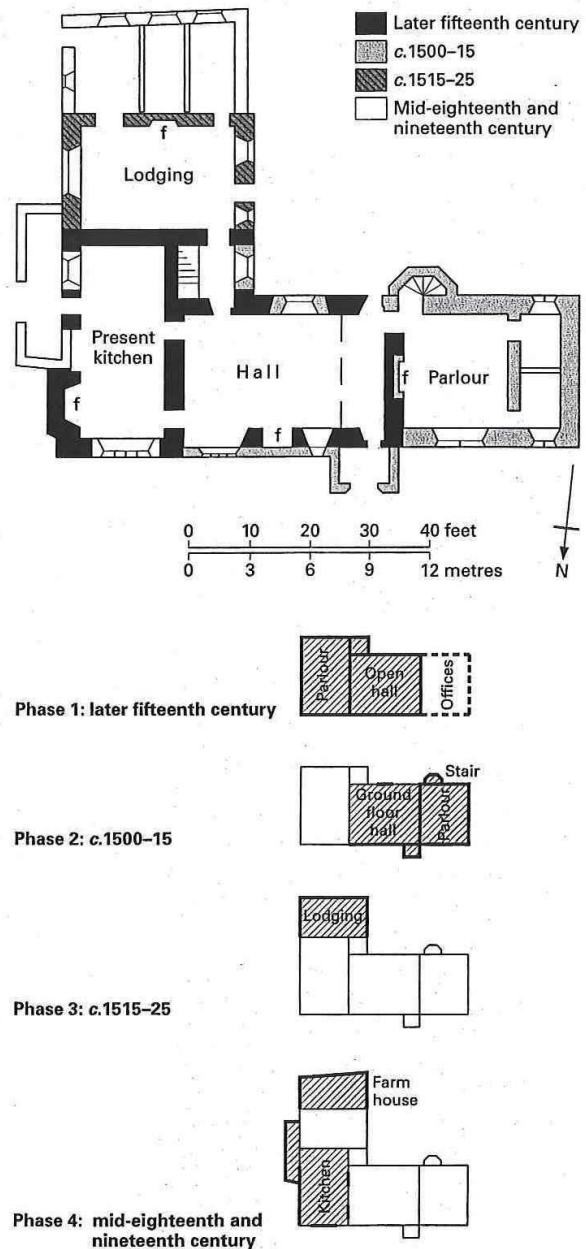 Later fifteenth century
c.1500–15
c.1515–25
Mid-eighteenth and
nineteenth century
f
Lodging
Present
kitchen
f
Hall
f
f
Parlour
0 10 20 30 40 feet
0 3 6 9 12 metres
N
Phase 1: later fifteenth century
Parlour
Open
hall
Offices
Phase 2: c.1500–15
Stair
Ground
floor
hall
Parlour
Phase 3: c.1515–25
Lodging
Phase 4: mid-eighteenth and
nineteenth century
Farm
house
Kitchen